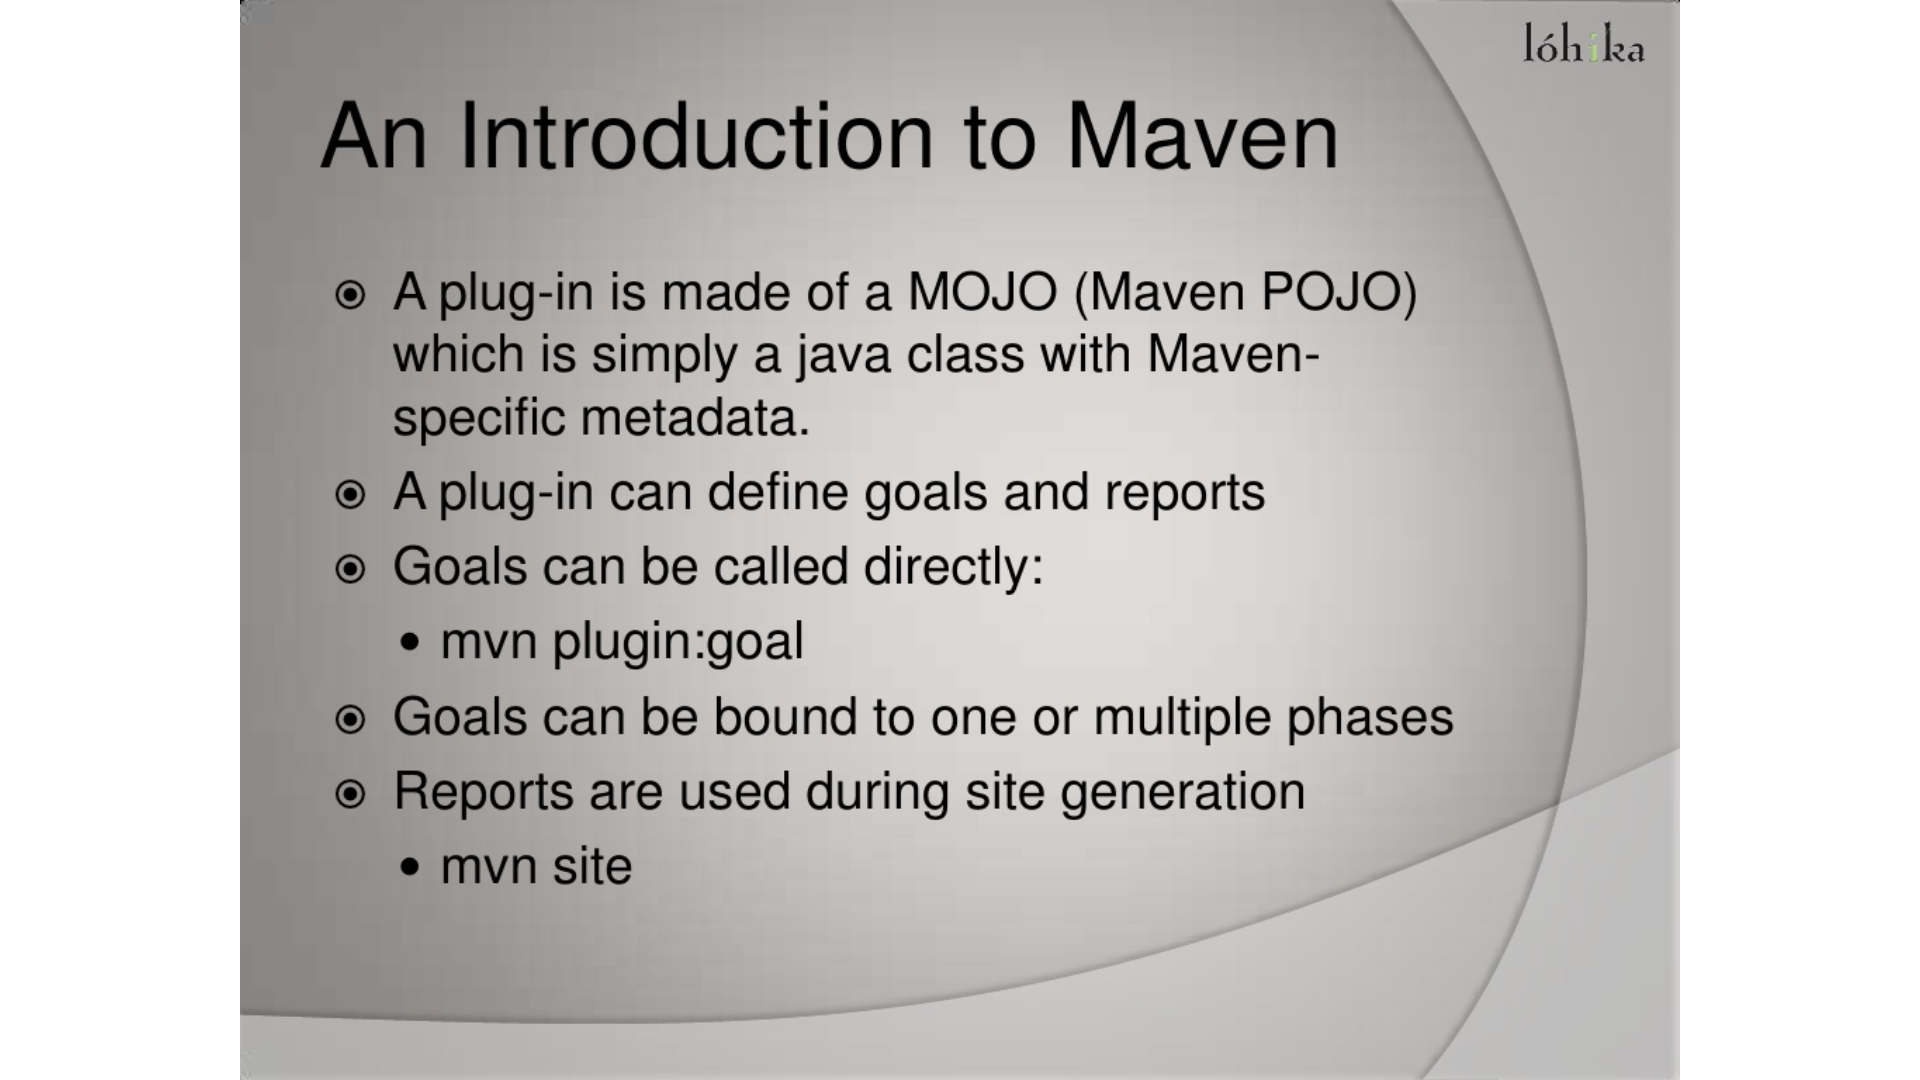 lóhika
An Introduction to Maven
A plug-in is made of a MOJO (Maven POJO)
which is simply a java class with Maven-
specific metadata.
A plug-in can define goals and reports
Goals can be called directly:
• mvn plugin:goal
Goals can be bound to one or multiple phases
Reports are used during site generation
• mvn site